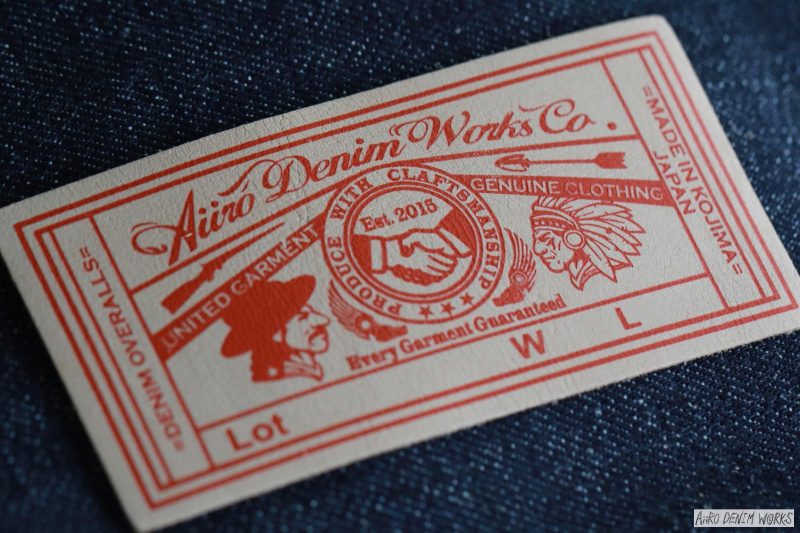 Aiiro Denim Works Co.
=DENIM OVERALLS=
UNITED GARMENT
PRODUCE WITH CLAFTSMANSHIP
Est. 2015
GENUINE CLOTHING
=MADE IN KOJIMA=
JAPAN
Every Garment Guaranteed
Lot
W
L
AiiRO DENIM WORKS